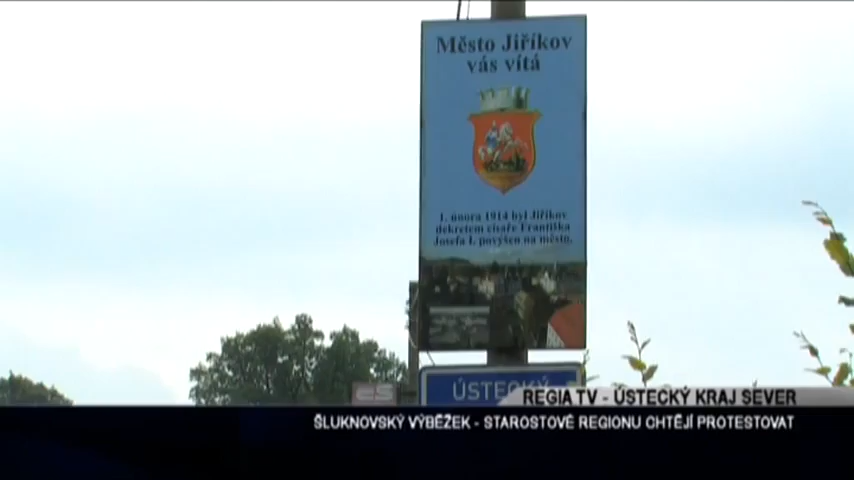 Město Jiříkov
vás vítá
1. února 1914 byl Jiříkov
dekretem císaře Františka
Josefa I. povýšen na město.
ÚSTECKÝ
REGIA TV - ÚSTECKÝ KRAJ SEVER
ŠLUKNOVSKÝ VÝBĚŽEK - STAROSTOVÉ REGIONU CHTĚJÍ PROTESTOVAT